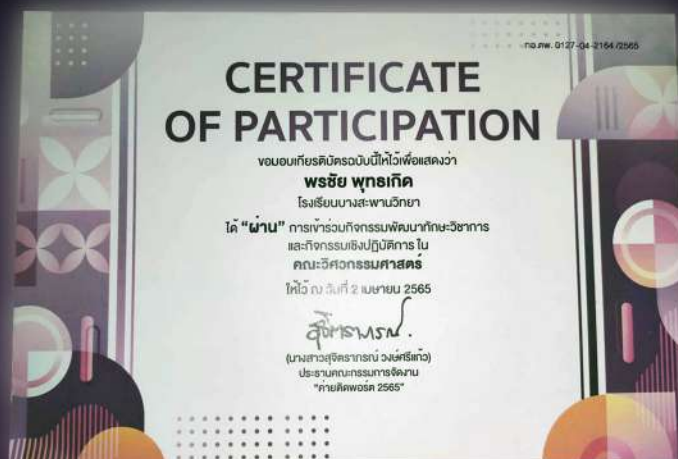 กอ.ภพ. 0127-04-2164 /2565
CERTIFICATE
OF PARTICIPATION
ขอมอบเกียรติบัตรฉบับนี้ให้ไว้เพื่อแสดงว่า
พรชัย พุทธเกิด
โรงเรียนบางสะพานวิทยา
ได้ “ผ่าน” การเข้าร่วมกิจกรรมพัฒนาทักษะวิชาการ
และกิจกรรมเชิงปฏิบัติการ ใน
คณะวิศวกรรมศาสตร์
ให้ไว้ ณ วันที่ 2 เมษายน 2565
สุจิตราภรณ์.
(นางสาวสุจิตราภรณ์ วงษ์ศรีแก้ว)
ประธานคณะกรรมการจัดงาน
“ค่ายติดพอร์ต 2565”